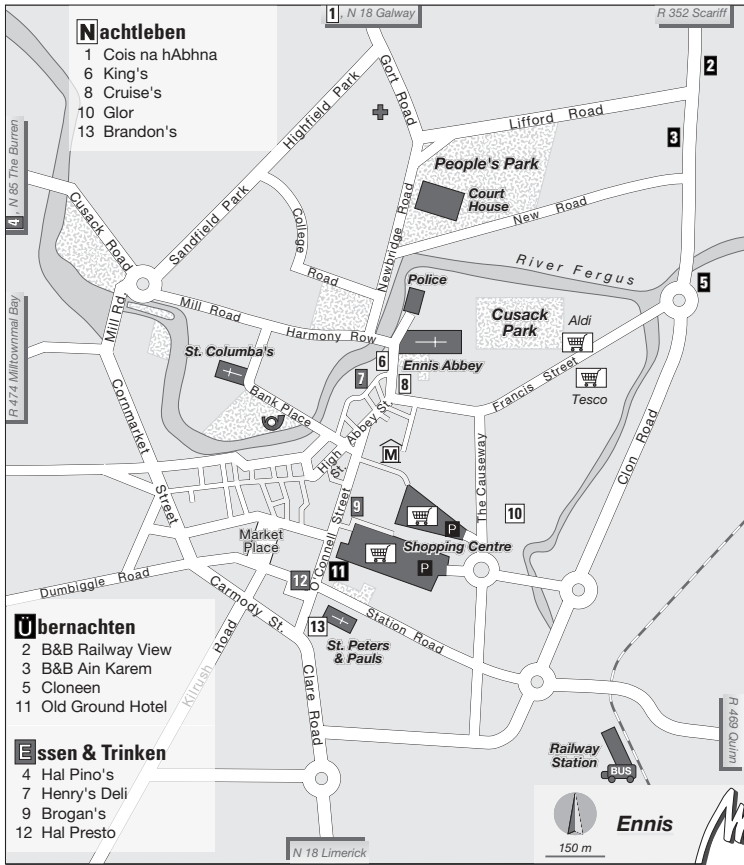 1, N 18 Galway
R 352 Scariff
Nachtleben
1 Cois na hAbhna
6 King's
8 Cruise's
10 Glor
13 Brandon's
2
Gort Road
Highfield Park
Lifford Road
3
4, N 85 The Burren
People's Park
Court
House
Cusack Road
Sandfield Park
College
Road
Newbridge Road
New Road
River Fergus
Police
5
Mill Rd.
Mill Road
Harmony Row
Cusack
Park
Aldi
R 474 Milltownmal Bay
St. Columba's
6
Ennis Abbey
7
8
Francis Street
Tesco
Bank Place
Abbey St.
Cornmarket
Street
High
St.
M
The Causeway
Clon Road
9
10
O'Connell Street
P
Market
Place
Shopping Centre
P
11
12
Dumbiggle Road
Carmody St.
Station Road
13
St. Peters
& Pauls
Übernachten
2 B&B Railway View
3 B&B Ain Karem
5 Cloneen
11 Old Ground Hotel
Kilrush Road
Clare Road
R 469 Quinn
Essen & Trinken
4 Hal Pino's
7 Henry's Deli
9 Brogan's
12 Hal Presto
Railway
Station
BUS
N 18 Limerick
150 m
Ennis